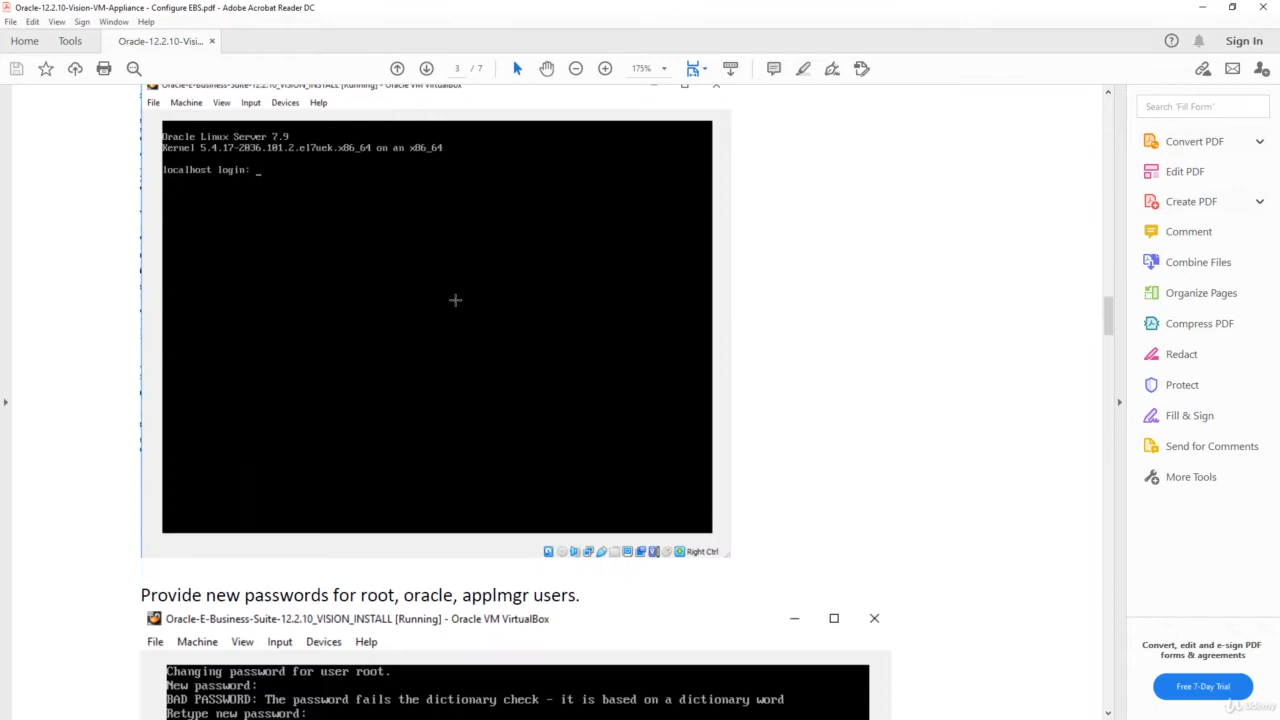 Oracle-12.2.10-Vision-VM-Appliance - Configure EBS.pdf - Adobe Acrobat Reader DC
File Edit View Sign Window Help
Home Tools Oracle-12.2.10-Visi... × Sign In
3 / 7 175%
Oracle-E-Business-Suite-12.2.10_VISION_INSTALL [Running] - Oracle VM VirtualBox
File Machine View Input Devices Help
Oracle Linux Server 7.9
Kernel 5.4.17-2036.101.2.el7uek.x86_64 on an x86_64
localhost login: _
Right Ctrl
Provide new passwords for root, oracle, applmgr users.
Oracle-E-Business-Suite-12.2.10_VISION_INSTALL [Running] - Oracle VM VirtualBox
File Machine View Input Devices Help
Changing password for user root.
New password:
BAD PASSWORD: The password fails the dictionary check - it is based on a dictionary word
Retype new password:
Search 'Fill Form'
Convert PDF
Edit PDF
Create PDF
Comment
Combine Files
Organize Pages
Compress PDF
Redact
Protect
Fill & Sign
Send for Comments
More Tools
Convert, edit and e-sign PDF
forms & agreements
Free 7-Day Trial
Udemy